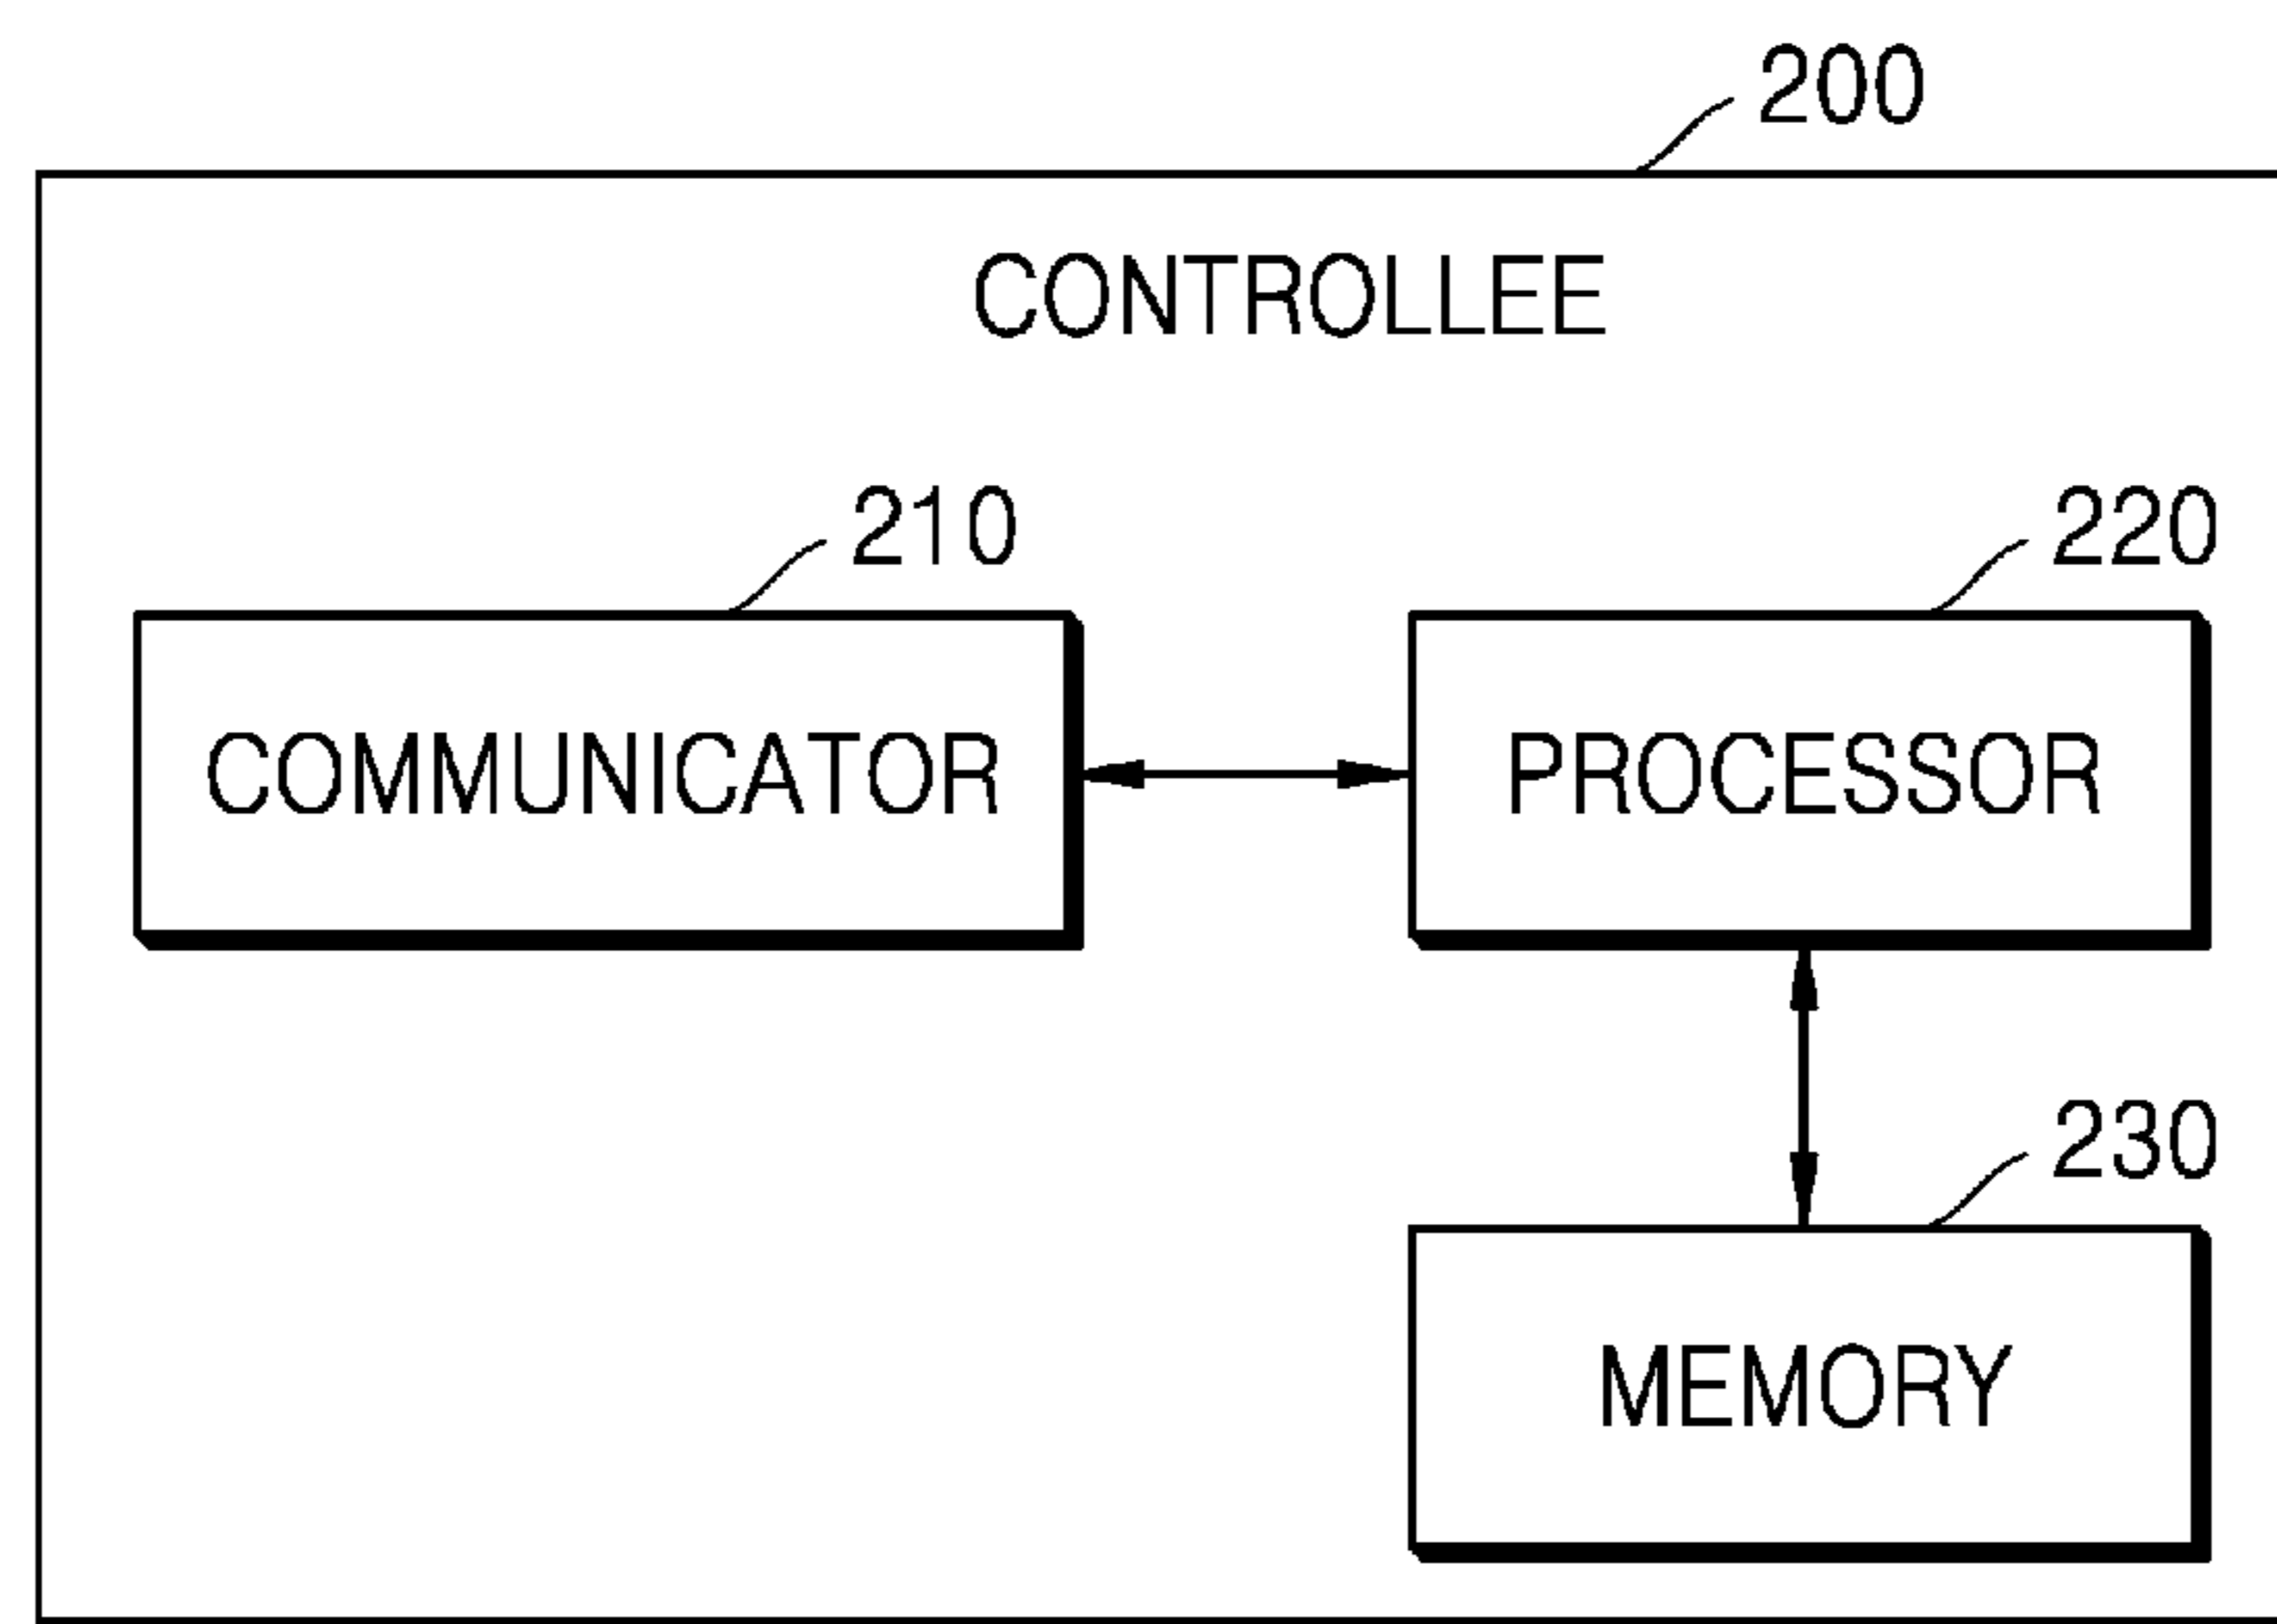 200
CONTROLLEE
210
220
COMMUNICATOR
PROCESSOR
230
MEMORY